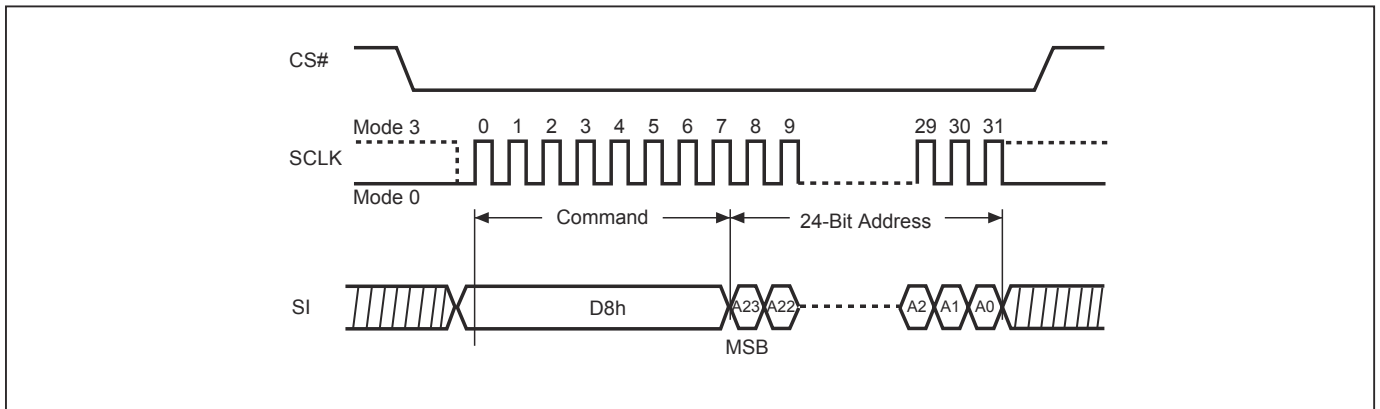 CS#
Mode 3
0 1 2 3 4 5 6 7 8 9 29 30 31
SCLK
Mode 0
Command
24-Bit Address
SI
D8h
A23 A22 A2 A1 A0
MSB